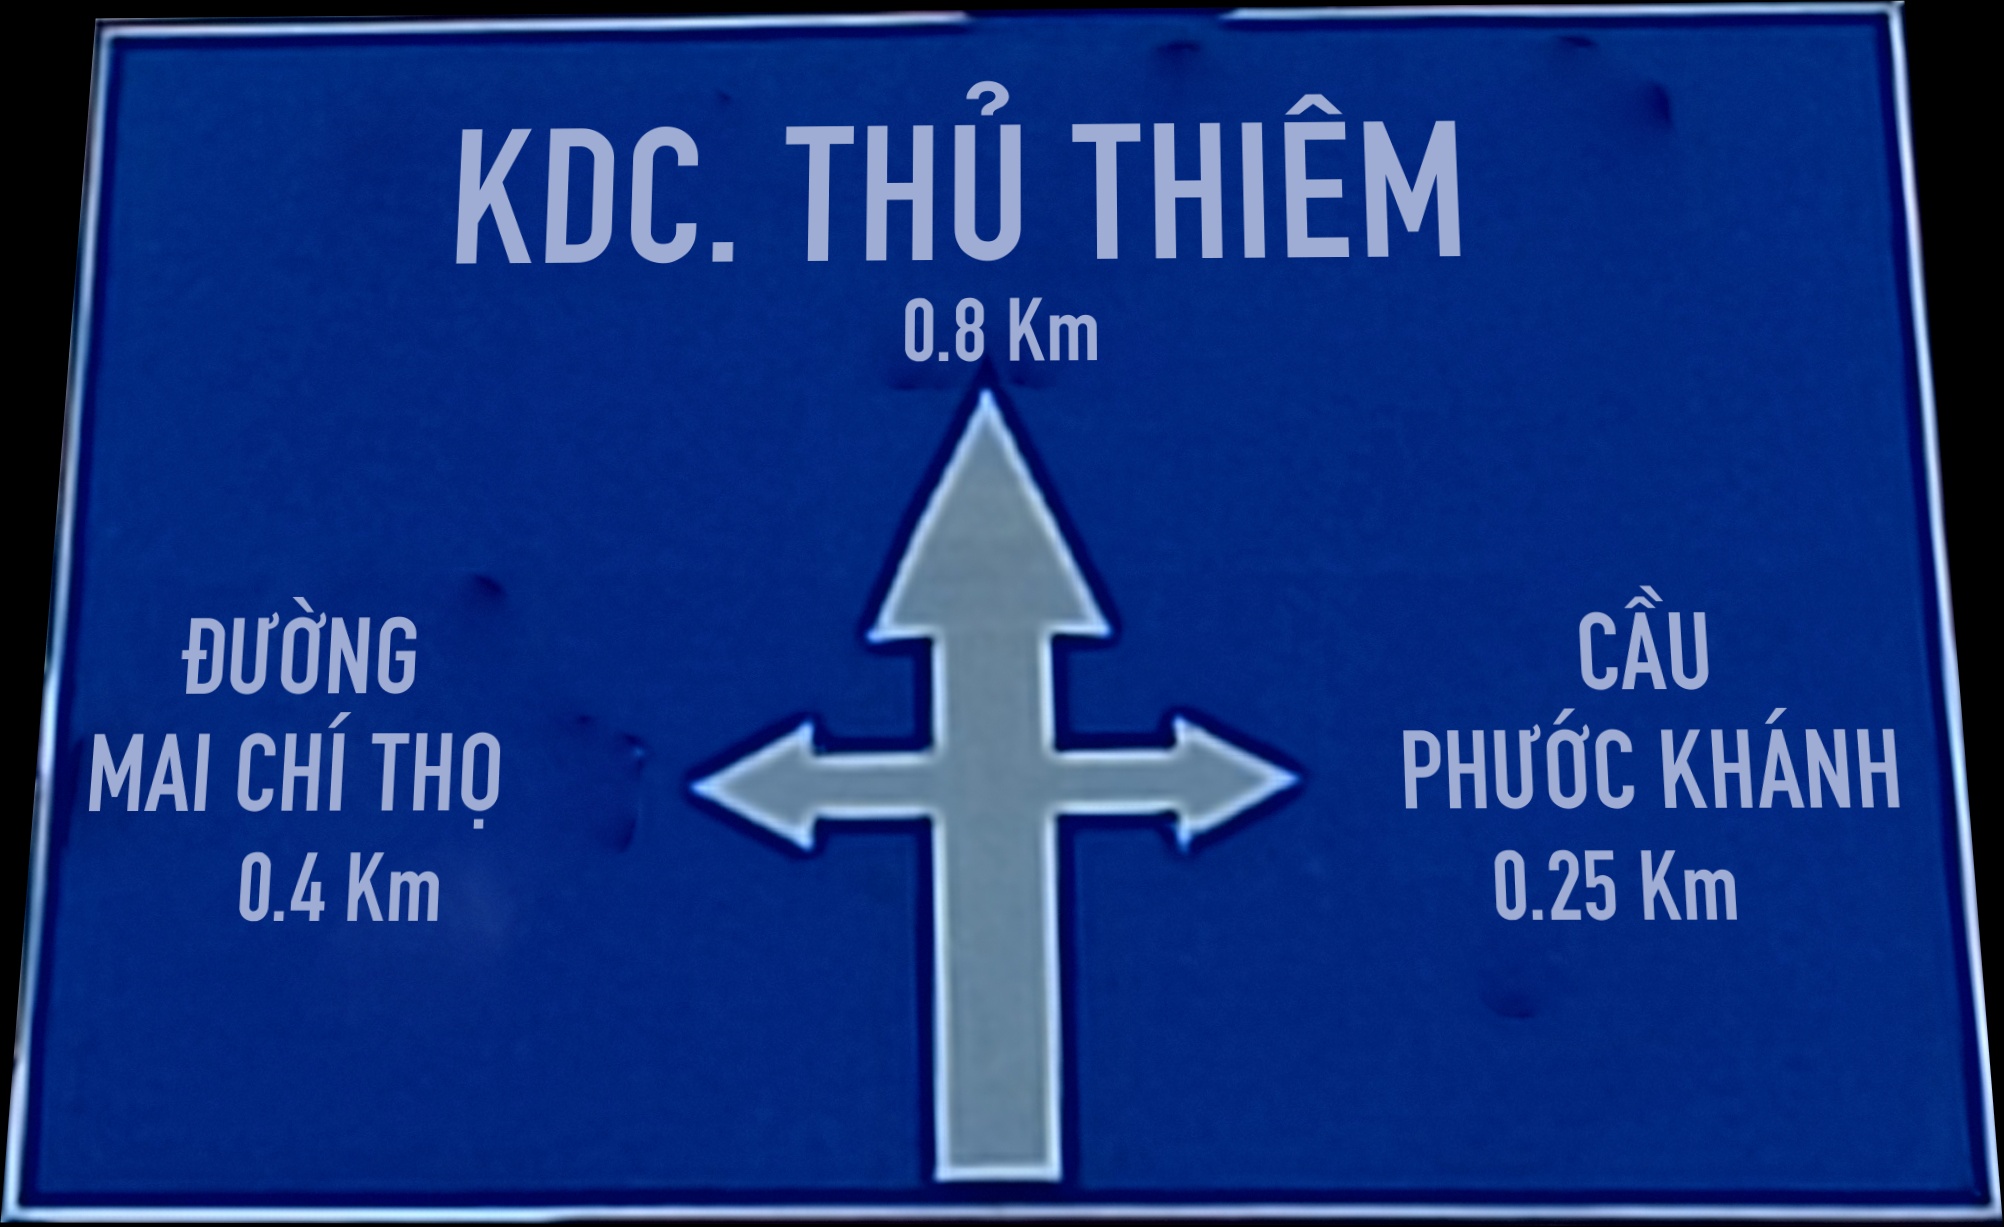 KDC. THỦ THIÊM
0.8 Km
ĐƯỜNG
MAI CHÍ THỌ
0.4 Km
CẦU
PHƯỚC KHÁNH
0.25 Km